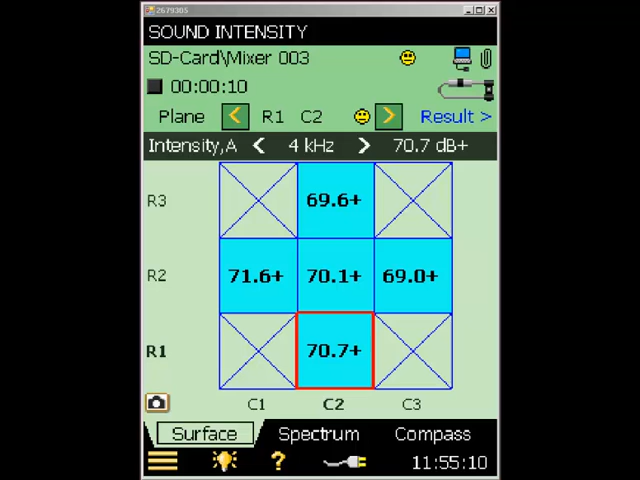 2679305
SOUND INTENSITY
SD-Card\Mixer 003
00:00:10
Plane < R1 C2 > Result >
Intensity,A < 4 kHz > 70.7 dB+
R3 69.6+
R2 71.6+ 70.1+ 69.0+
R1 70.7+
C1 C2 C3
Surface Spectrum Compass
? 11:55:10